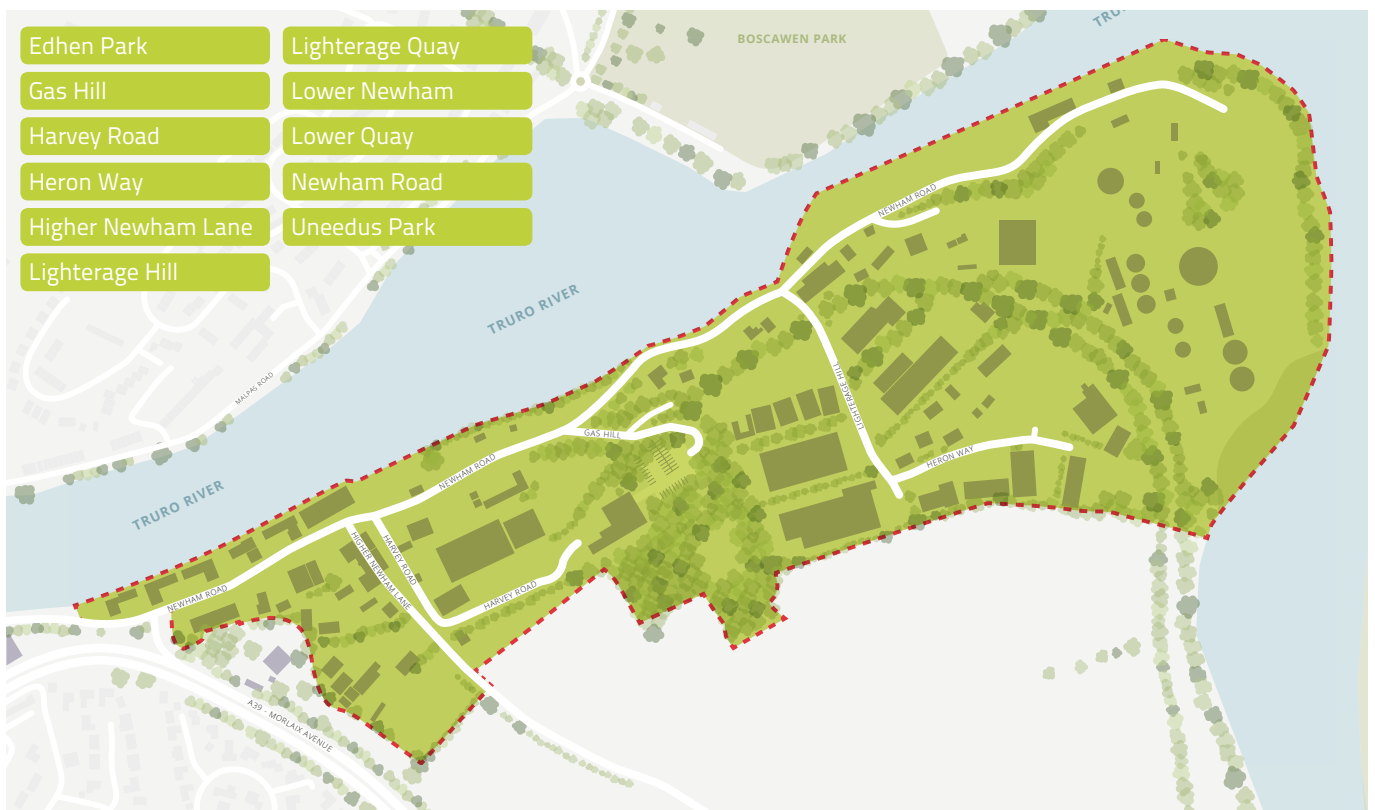 Edhen Park
Gas Hill
Harvey Road
Heron Way
Higher Newham Lane
Lighterage Hill
Lighterage Quay
Lower Newham
Lower Quay
Newham Road
Uneedus Park
BOSCAWEN PARK
TRURO RIVER
MALPAS ROAD
TRURO RIVER
NEWHAM ROAD
LIGHTERAGE HILL
HERON WAY
GAS HILL
NEWHAM ROAD
HARVEY ROAD
HIGHER NEWHAM LANE
HARVEY ROAD
NEWHAM ROAD
A39 - MORLAIX AVENUE